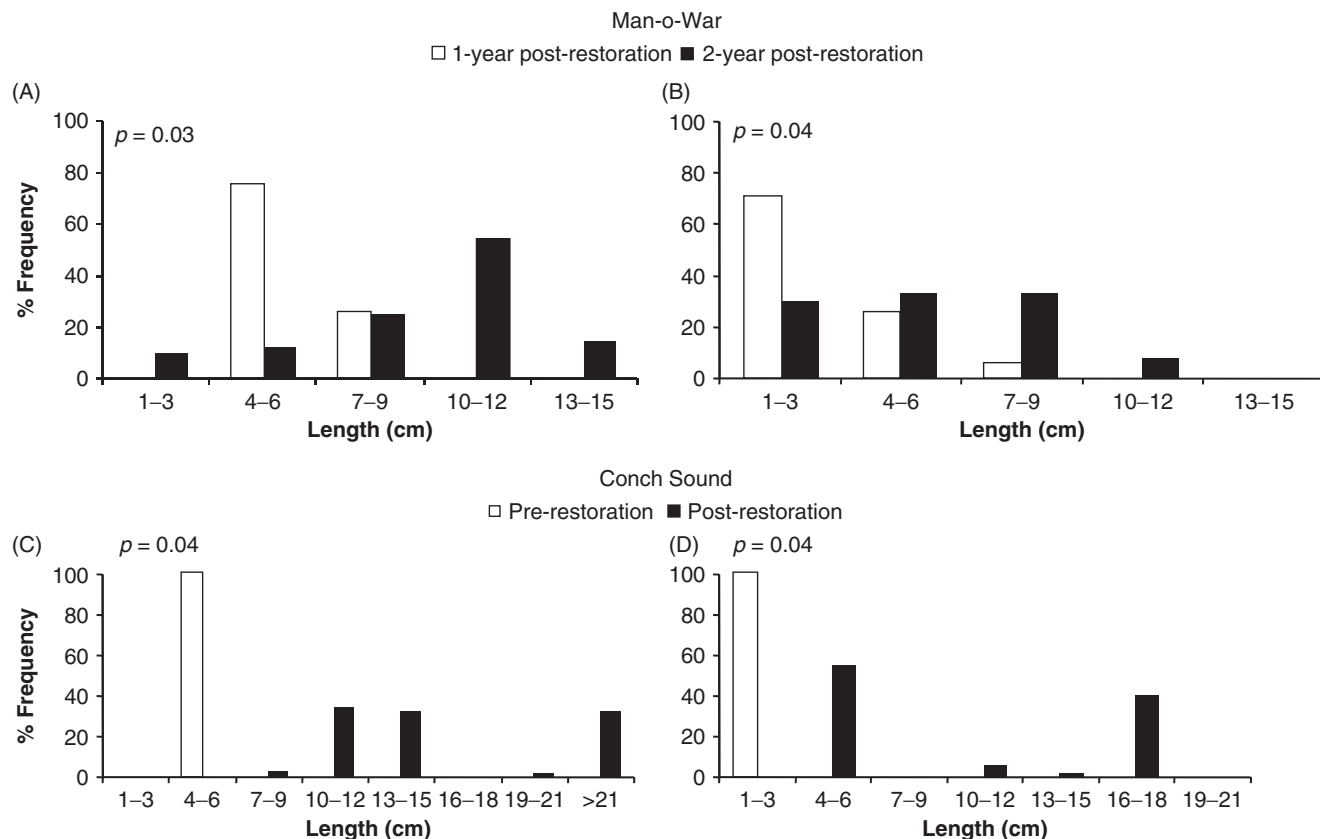 Man-o-War
1-year post-restoration 2-year post-restoration
(A)
p = 0.03
% Frequency
100
80
60
40
20
0
1–3 4–6 7–9 10–12 13–15
Length (cm)
(B)
p = 0.04
100
80
60
40
20
0
1–3 4–6 7–9 10–12 13–15
Length (cm)
Conch Sound
Pre-restoration Post-restoration
(C)
p = 0.04
% Frequency
100
80
60
40
20
0
1–3 4–6 7–9 10–12 13–15 16–18 19–21 >21
Length (cm)
(D)
p = 0.04
100
80
60
40
20
0
1–3 4–6 7–9 10–12 13–15 16–18 19–21
Length (cm)